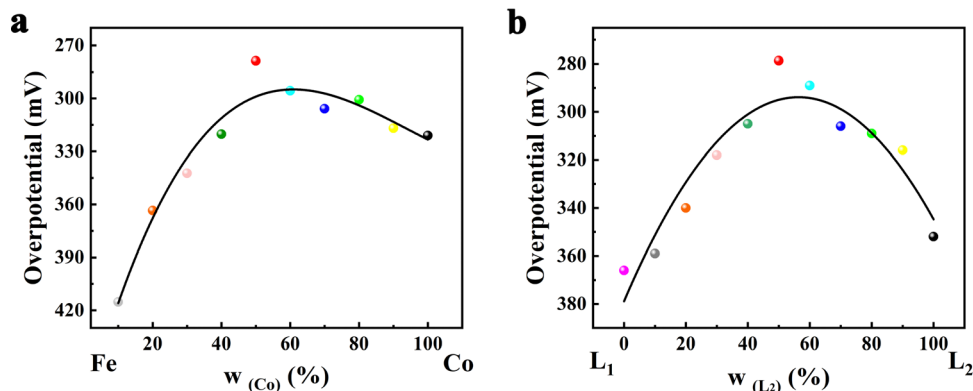 a
Overpotential (mV)
270
300
330
360
390
420
20 40 60 80 100
Fe Co
w (Co) (%)
b
Overpotential (mV)
280
300
320
340
360
380
0 20 40 60 80 100
L₁ L₂
w (L₂) (%)